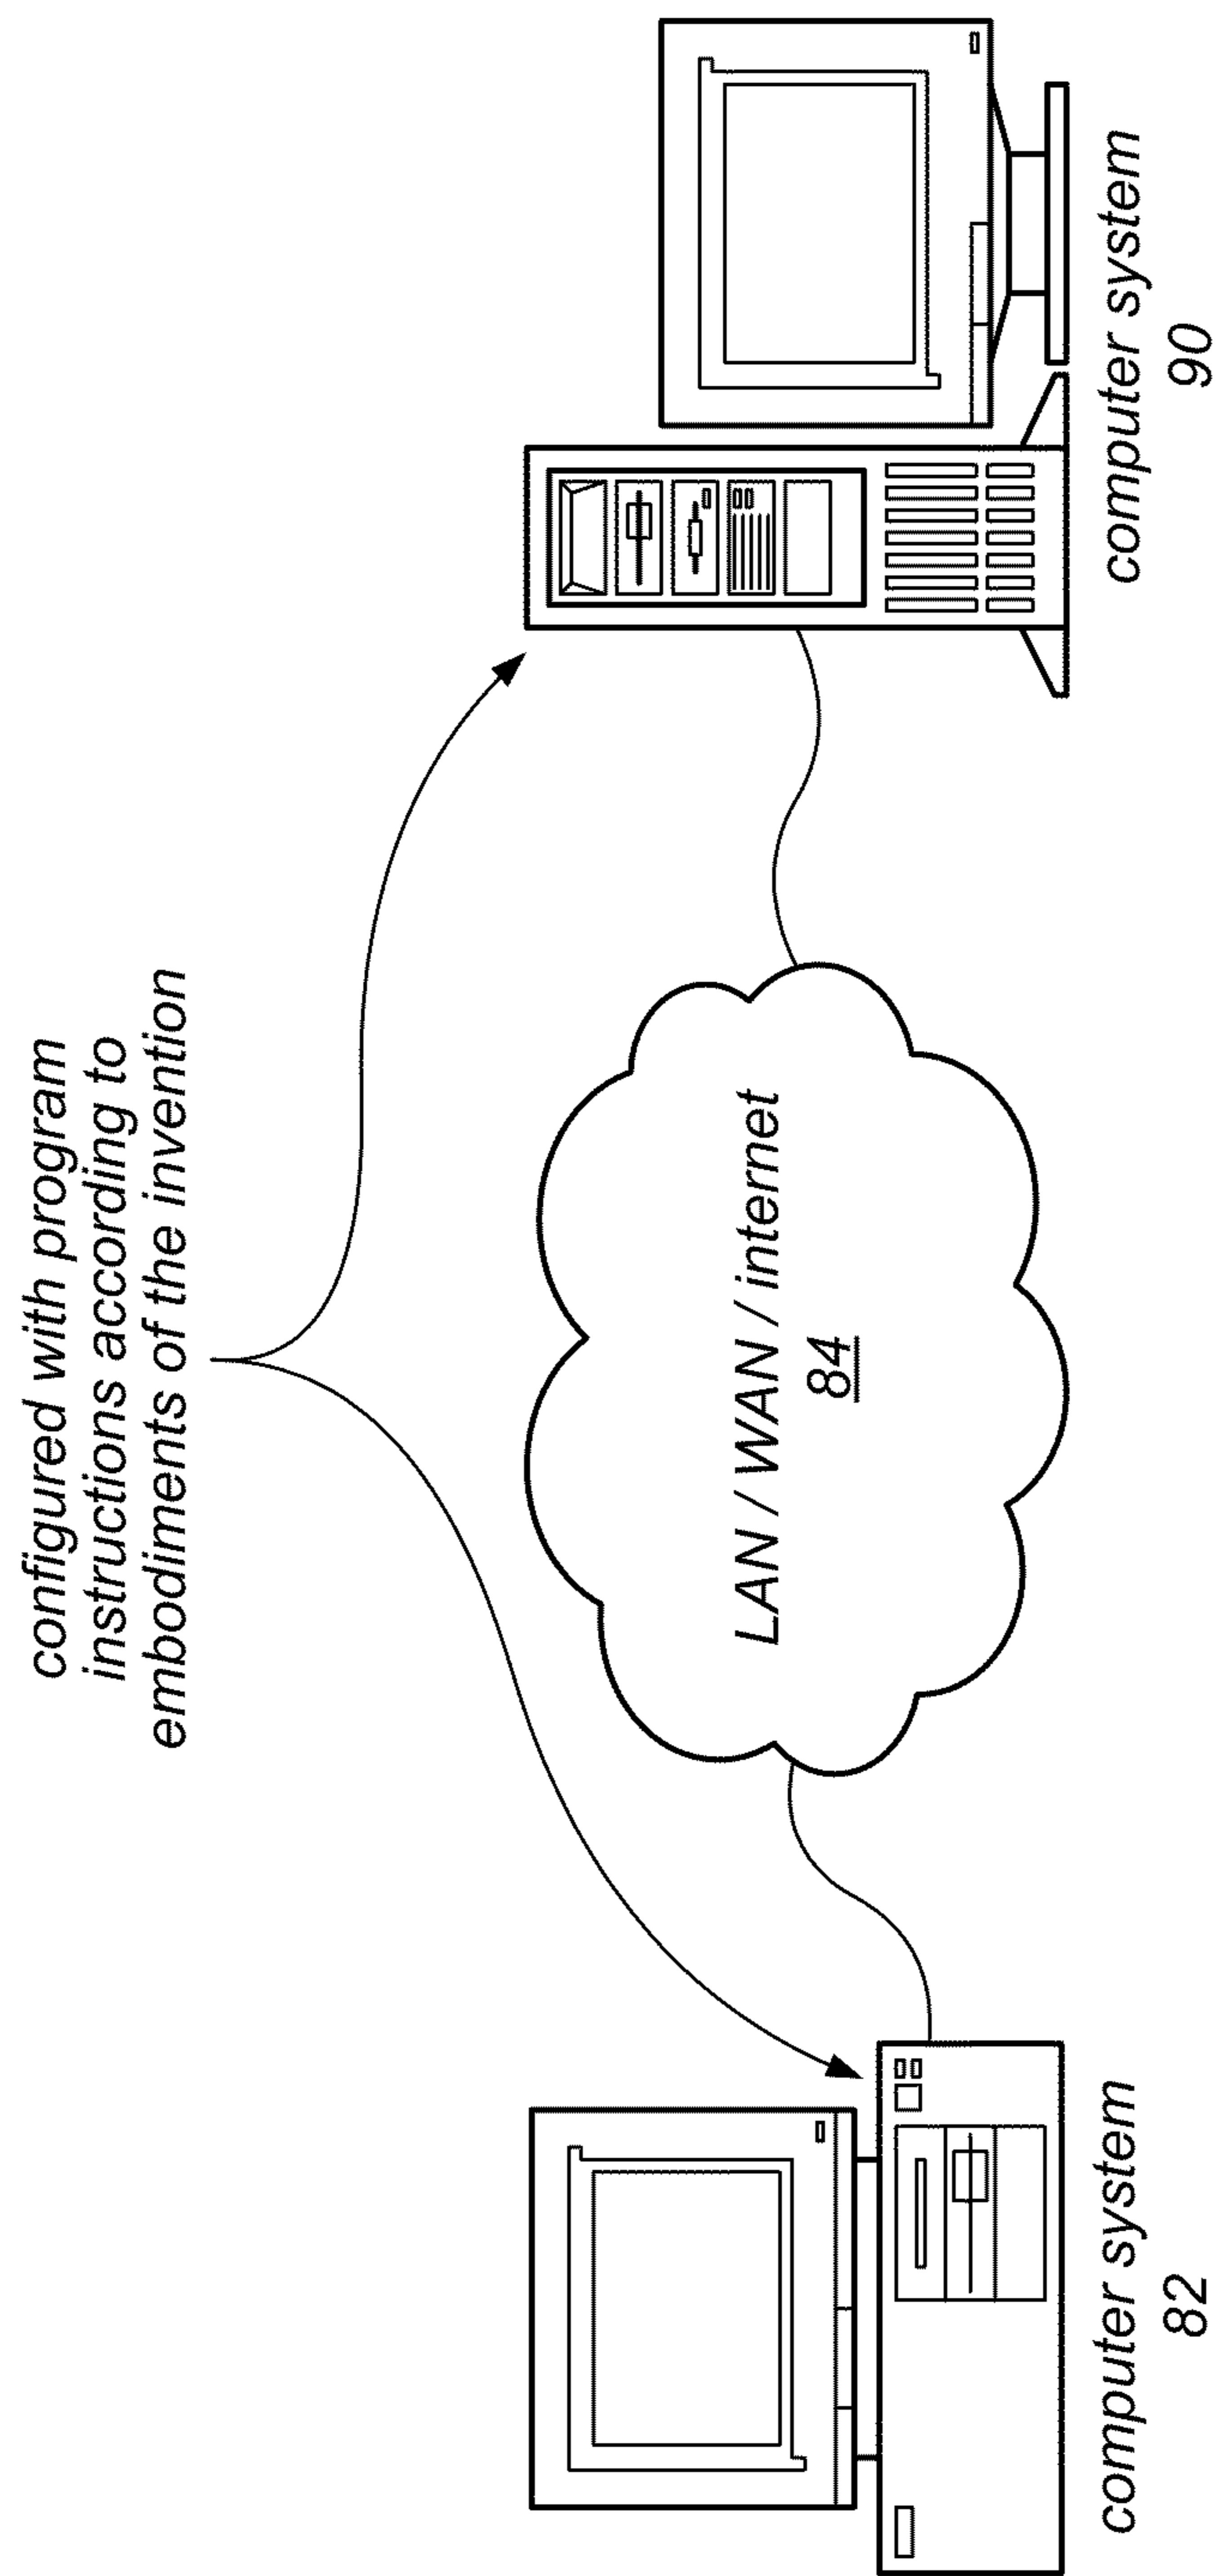 configured with program
instructions according to
embodiments of the invention
LAN / WAN / internet
84
computer system
82
computer system
90